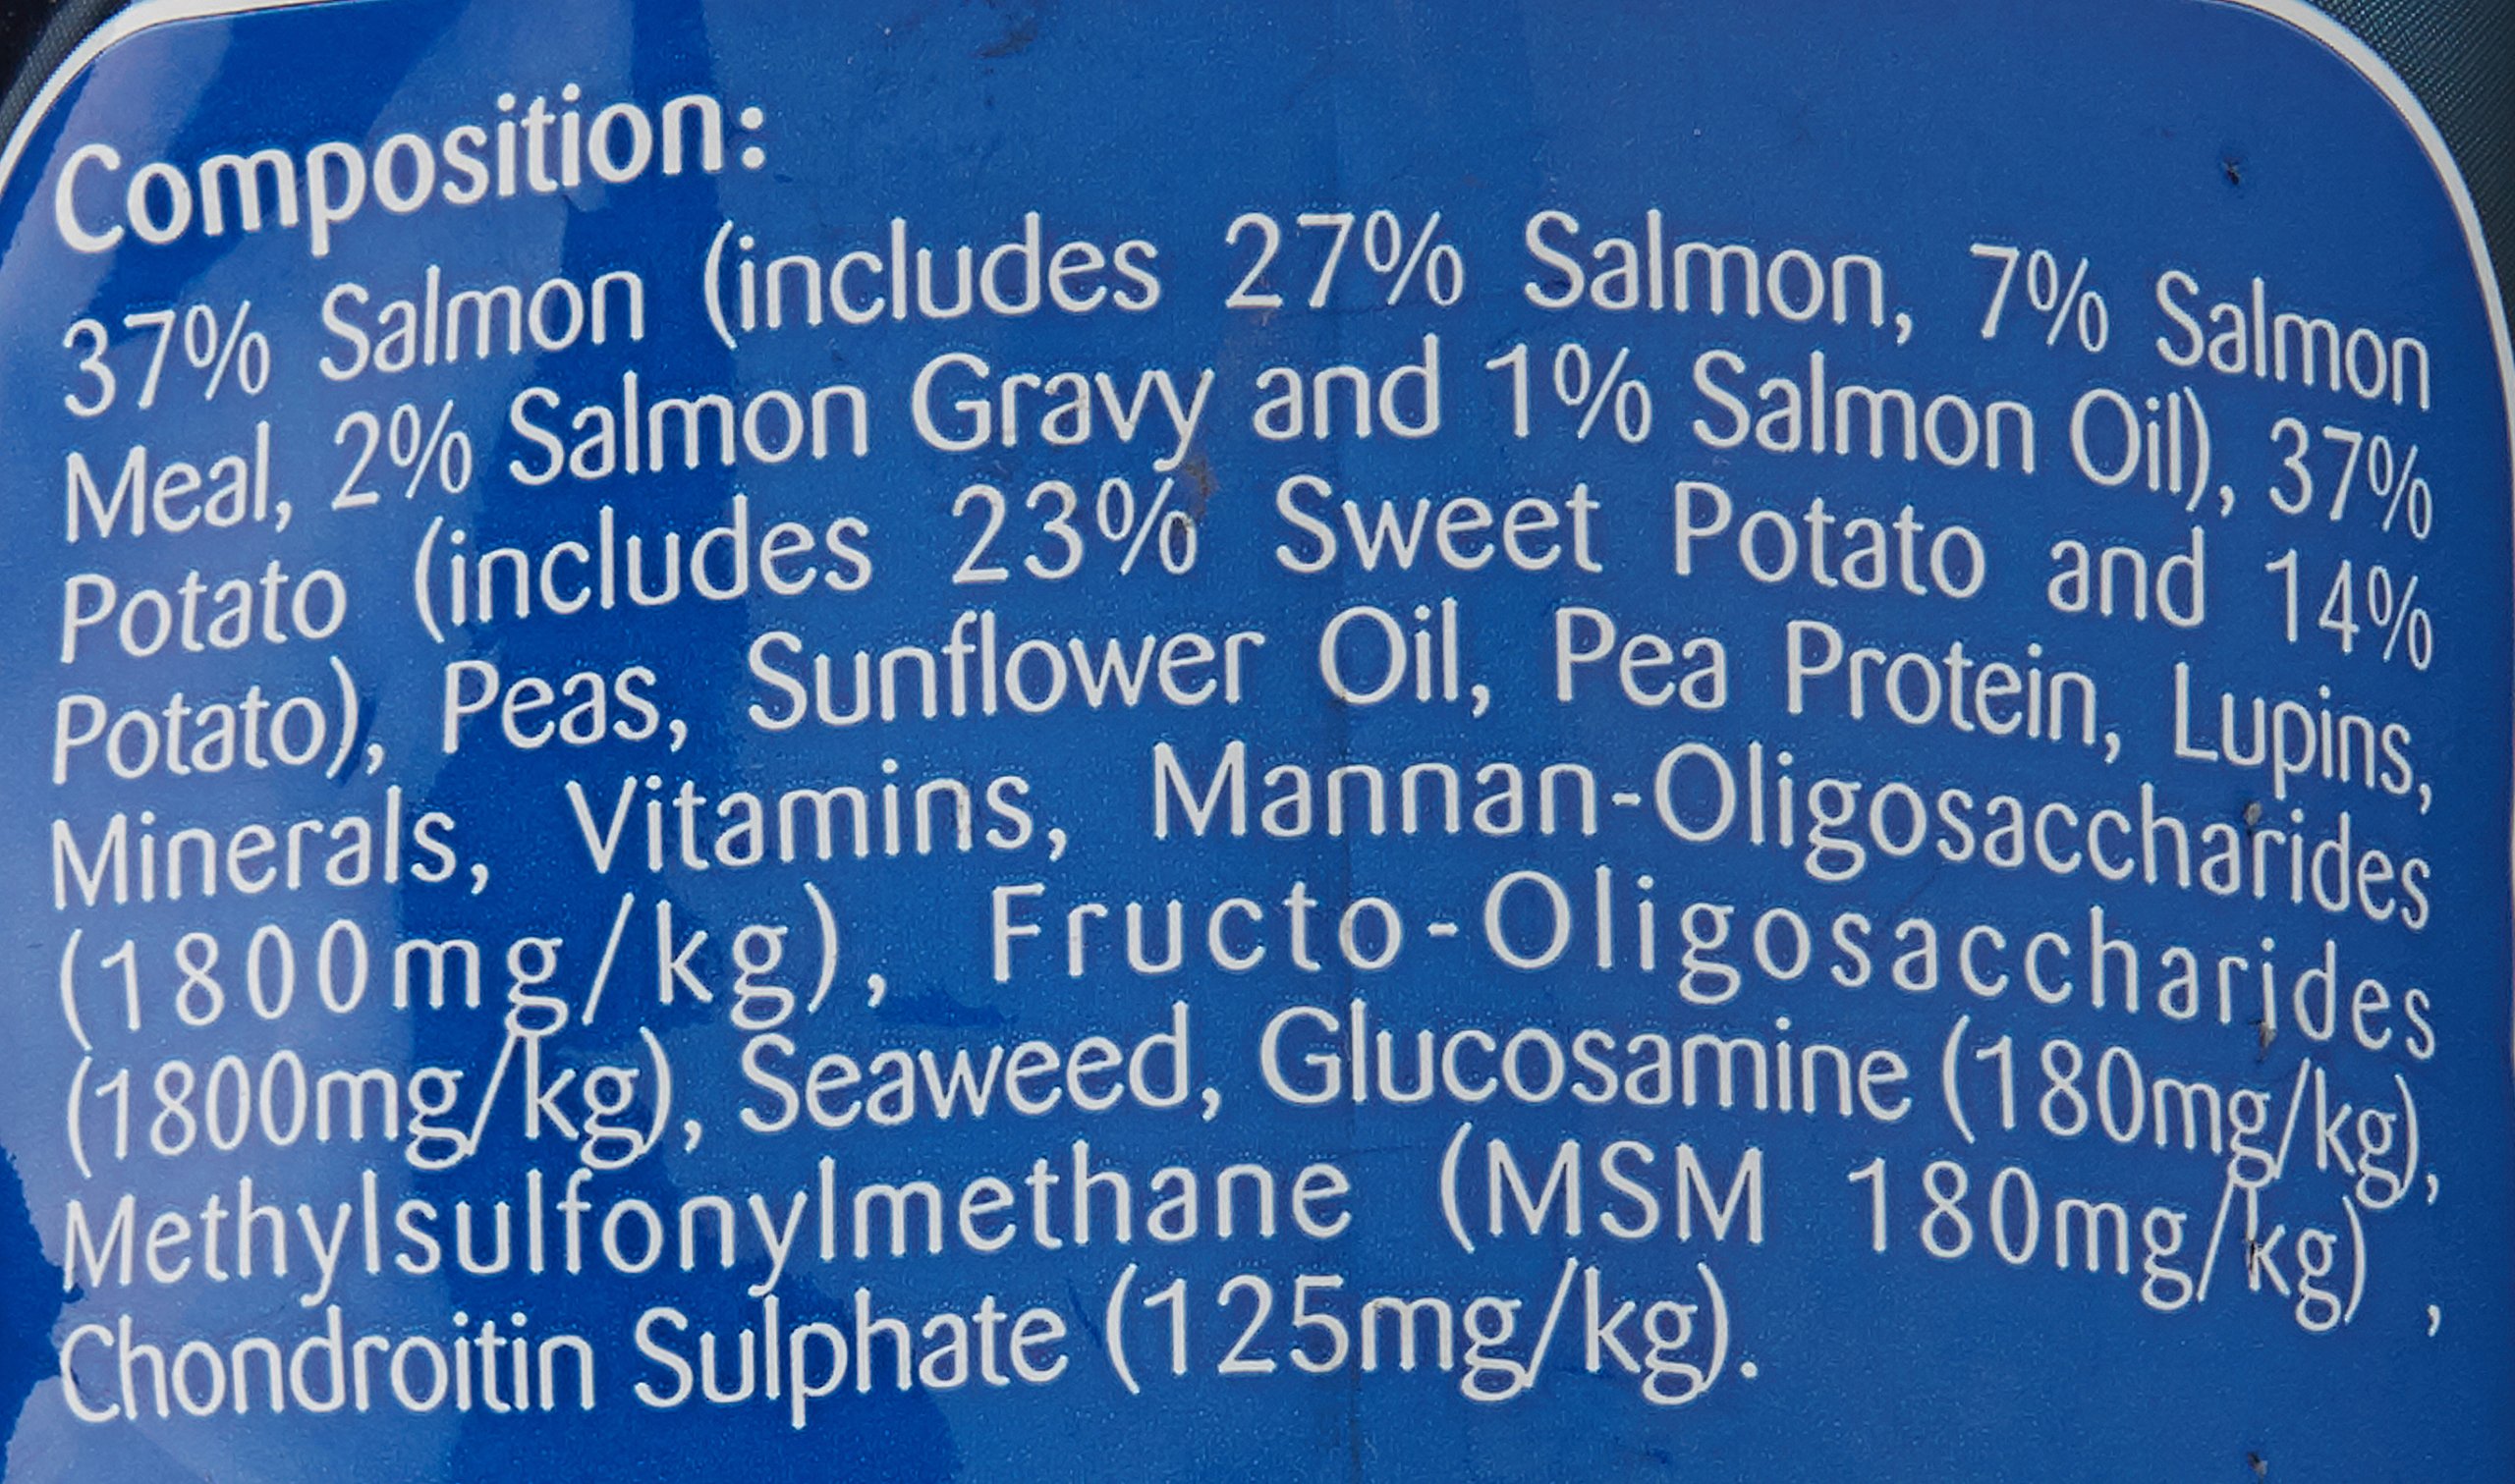 Composition:
37% Salmon (includes 27% Salmon, 7% Salmon
Meal, 2% Salmon Gravy and 1% Salmon Oil), 37%
Potato (includes 23% Sweet Potato and 14%
Potato), Peas, Sunflower Oil, Pea Protein, Lupins,
Minerals, Vitamins, Mannan-Oligosaccharides
(1800mg/kg), Fructo-Oligosaccharides
(1800mg/kg), Seaweed, Glucosamine (180mg/kg),
Methylsulfonylmethane (MSM 180mg/kg) ,
Chondroitin Sulphate (125mg/kg).